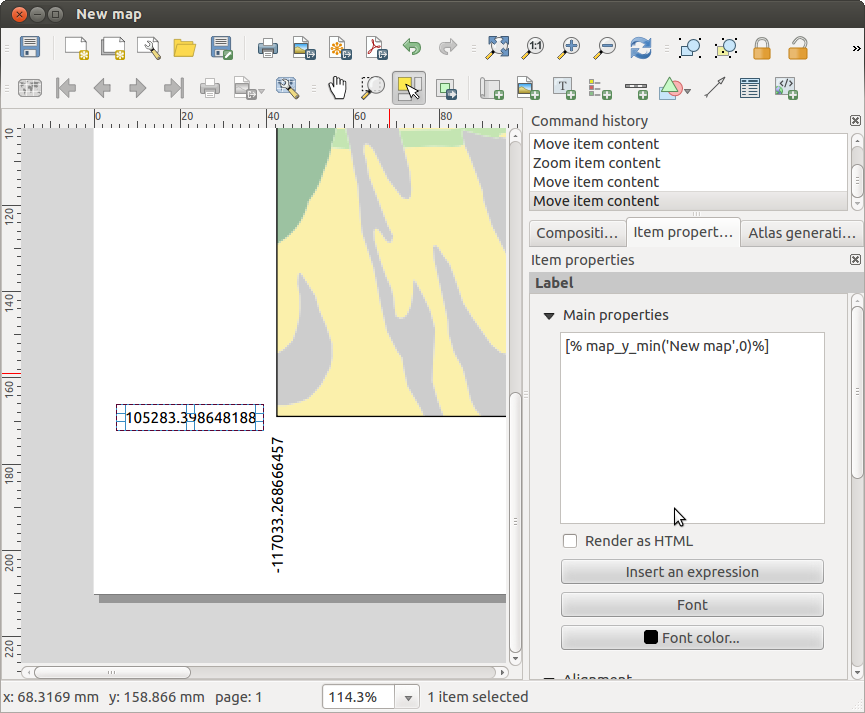 New map
1:1
»
0 20 40 60 80
Command history
Move item content
Zoom item content
Move item content
Move item content
Compositi... Item propert... Atlas generati...
Item properties
Label
Main properties
[% map_y_min('New map',0)%]
10
120
140
160
180
200
220
105283.398648188
-117033.268666457
Render as HTML
Insert an expression
Font
Font color...
Alignment
x: 68.3169 mm y: 158.866 mm page: 1 114.3% 1 item selected